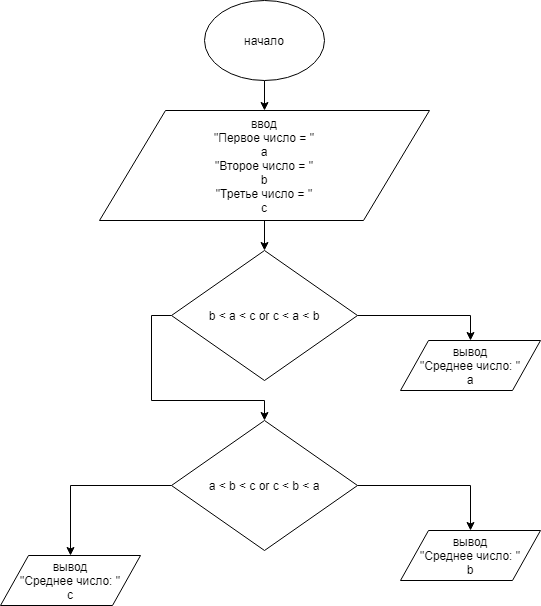 начало
ввод
"Первое число = "
a
"Второе число = "
b
"Третье число = "
c
b < a < c or c < a < b
вывод
"Среднее число: "
a
a < b < c or c < b < a
вывод
"Среднее число: "
b
вывод
"Среднее число: "
c